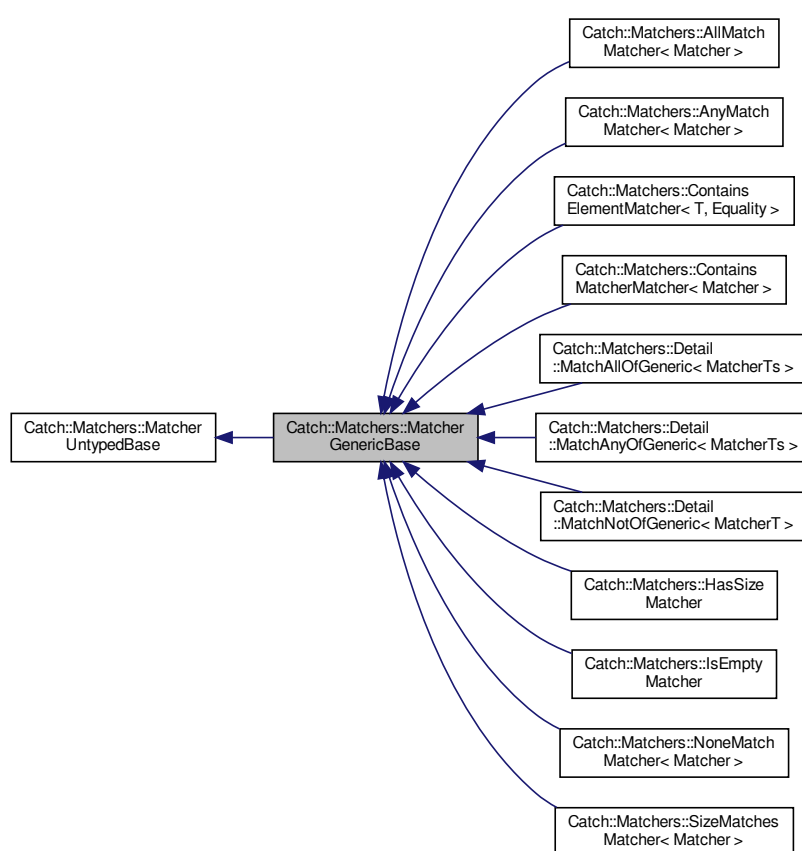 Catch::Matchers::AllMatch
Matcher< Matcher >
Catch::Matchers::AnyMatch
Matcher< Matcher >
Catch::Matchers::Contains
ElementMatcher< T, Equality >
Catch::Matchers::Contains
MatcherMatcher< Matcher >
Catch::Matchers::Detail
::MatchAllOfGeneric< MatcherTs >
Catch::Matchers::Matcher
UntypedBase
Catch::Matchers::Matcher
GenericBase
Catch::Matchers::Detail
::MatchAnyOfGeneric< MatcherTs >
Catch::Matchers::Detail
::MatchNotOfGeneric< MatcherT >
Catch::Matchers::HasSize
Matcher
Catch::Matchers::IsEmpty
Matcher
Catch::Matchers::NoneMatch
Matcher< Matcher >
Catch::Matchers::SizeMatches
Matcher< Matcher >